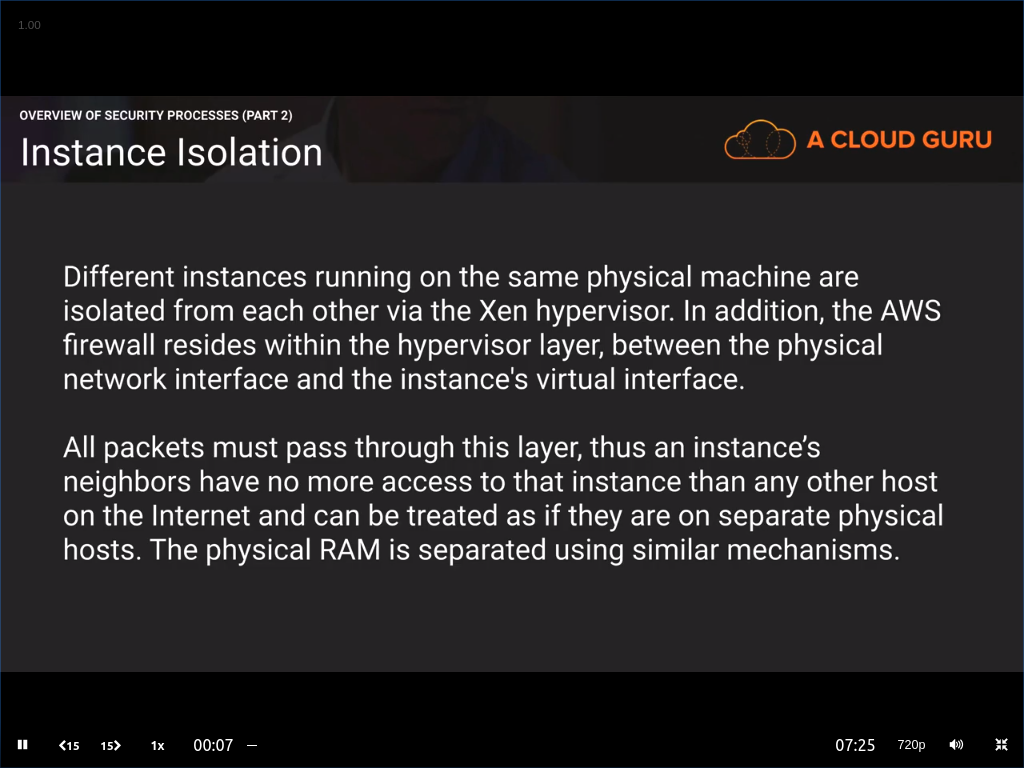 1.00
OVERVIEW OF SECURITY PROCESSES (PART 2)
Instance Isolation
A CLOUD GURU
Different instances running on the same physical machine are
isolated from each other via the Xen hypervisor. In addition, the AWS
firewall resides within the hypervisor layer, between the physical
network interface and the instance's virtual interface.
All packets must pass through this layer, thus an instance’s
neighbors have no more access to that instance than any other host
on the Internet and can be treated as if they are on separate physical
hosts. The physical RAM is separated using similar mechanisms.
15 15 1x 00:07 07:25 720p